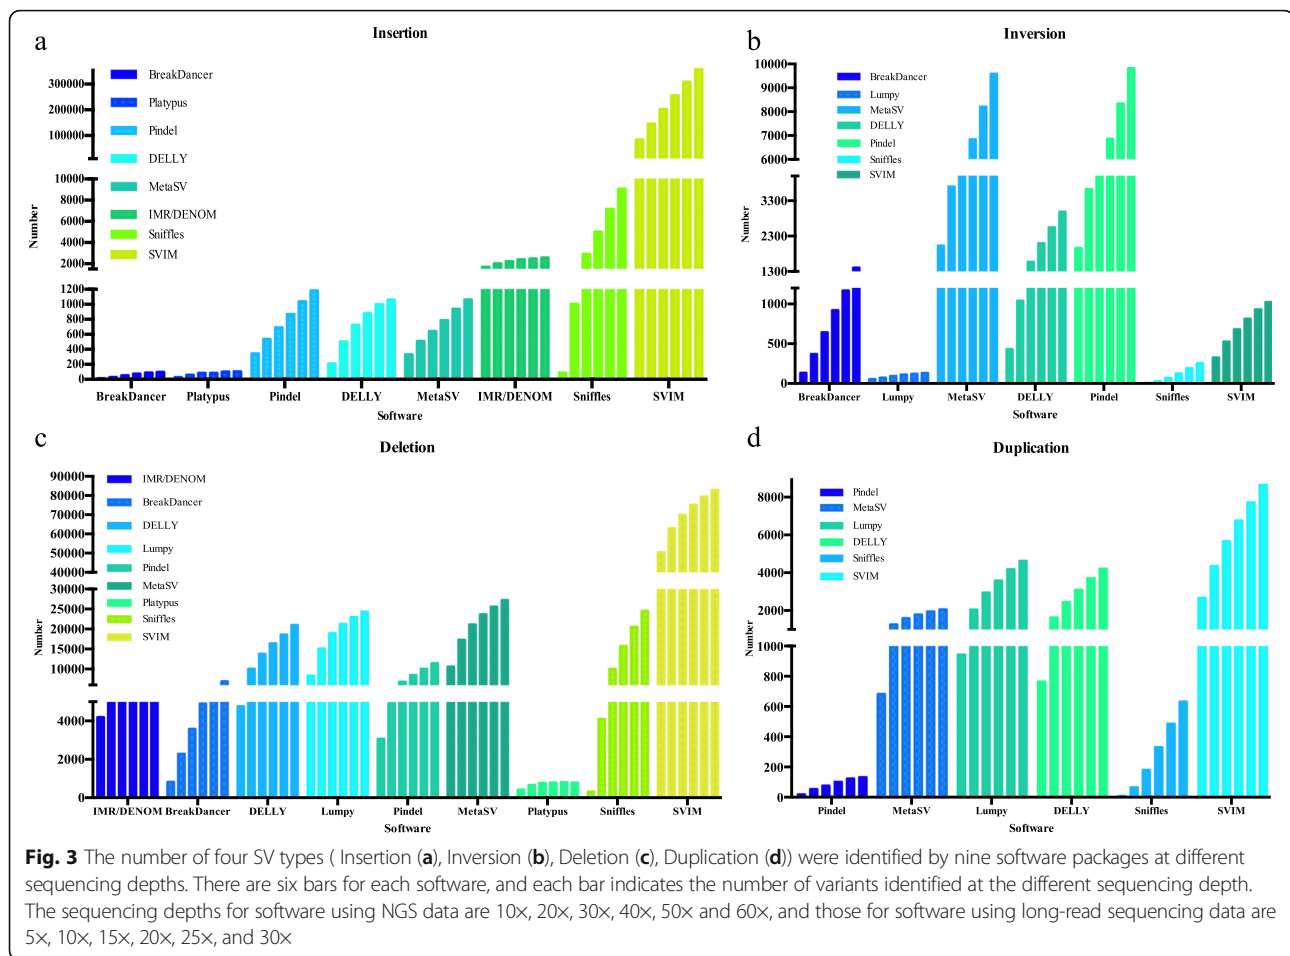 a
Insertion
300000
200000
100000
10000
8000
6000
4000
2000
1200
1000
800
600
400
200
0
Number
BreakDancer
Platypus
Pindel
DELLY
MetaSV
IMR/DENOM
Sniffles
SVIM
BreakDancer Platypus Pindel DELLY MetaSV IMR/DENOM Sniffles SVIM
Software
b
Inversion
10000
9000
8000
7000
6000
3300
2300
1300
1000
500
0
Number
BreakDancer
Lumpy
MetaSV
DELLY
Pindel
Sniffles
SVIM
BreakDancer Lumpy MetaSV DELLY Pindel Sniffles SVIM
Software
c
Deletion
90000
80000
70000
60000
50000
40000
30000
25000
20000
15000
10000
4000
2000
0
Number
IMR/DENOM
BreakDancer
DELLY
Lumpy
Pindel
MetaSV
Platypus
Sniffles
SVIM
IMR/DENOM BreakDancer DELLY Lumpy Pindel MetaSV Platypus Sniffles SVIM
Software
d
Duplication
8000
6000
4000
2000
1000
800
600
400
200
0
Number
Pindel
MetaSV
Lumpy
DELLY
Sniffles
SVIM
Pindel MetaSV Lumpy DELLY Sniffles SVIM
Software
Fig. 3 The number of four SV types ( Insertion (a), Inversion (b), Deletion (c), Duplication (d)) were identified by nine software packages at different
sequencing depths. There are six bars for each software, and each bar indicates the number of variants identified at the different sequencing depth.
The sequencing depths for software using NGS data are 10×, 20×, 30×, 40×, 50× and 60×, and those for software using long-read sequencing data are
5×, 10×, 15×, 20×, 25×, and 30×